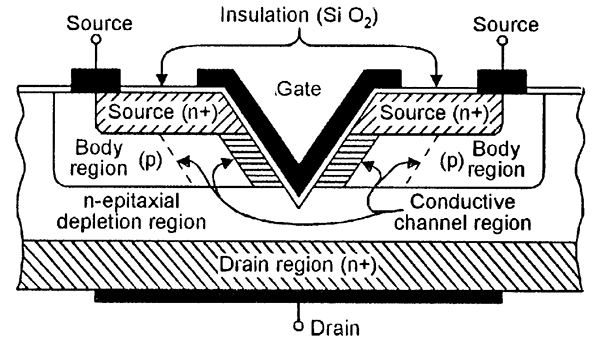 Insulation (Si O₂)
Source
Source
Gate
Source (n+)
Source (n+)
Body
region (p)
(p) Body
region
n-epitaxial
depletion region
Conductive
channel region
Drain region (n+)
Drain